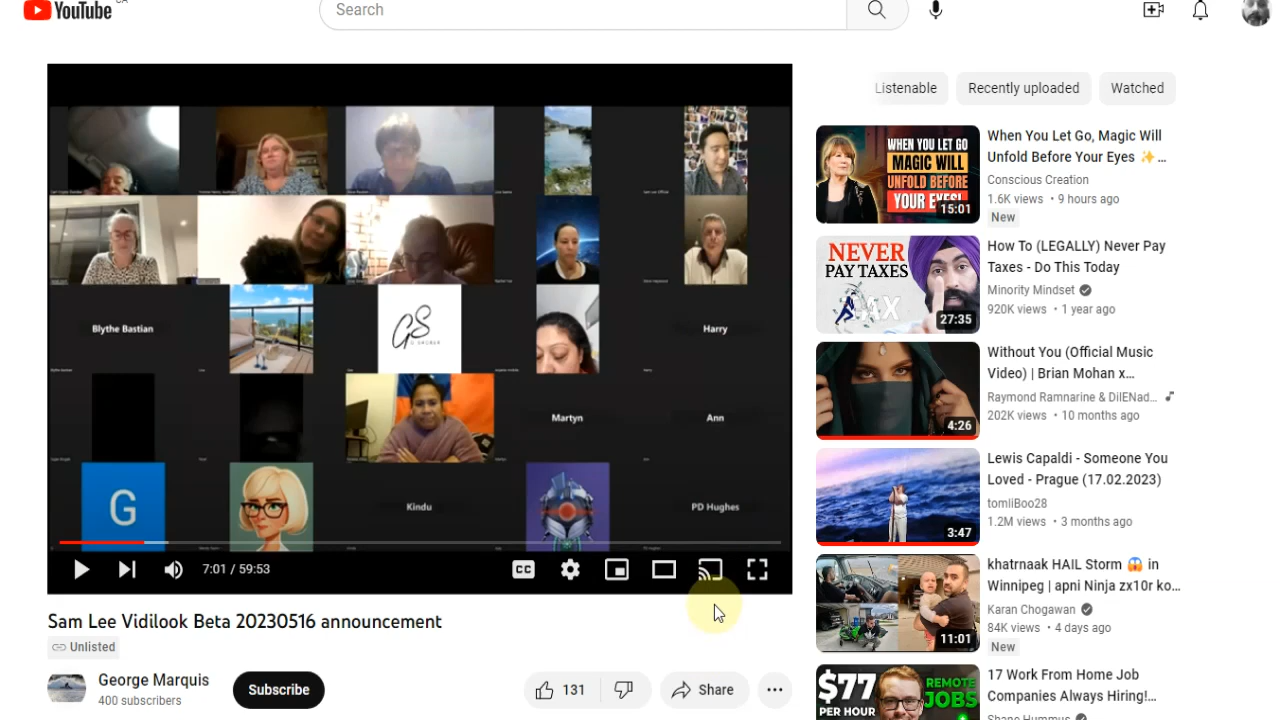 YouTube
CA
Search
Listenable
Recently uploaded
Watched
Blythe Bastian
GS
Harry
Martyn
Ann
G
Kindu
PD Hughes
7:01 / 59:53
CC
Sam Lee Vidilook Beta 20230516 announcement
Unlisted
George Marquis
400 subscribers
Subscribe
131
Share
WHEN YOU LET GO
MAGIC WILL
UNFOLD BEFORE
YOUR EYES!
15:01
When You Let Go, Magic Will
Unfold Before Your Eyes ✨ ...
Conscious Creation
1.6K views • 9 hours ago
New
NEVER
PAY TAXES
27:35
How To (LEGALLY) Never Pay
Taxes - Do This Today
Minority Mindset
920K views • 1 year ago
4:26
Without You (Official Music
Video) | Brian Mohan x...
Raymond Ramnarine & DilENad...
202K views • 10 months ago
3:47
Lewis Capaldi - Someone You
Loved - Prague (17.02.2023)
tomliBoo28
1.2M views • 3 months ago
11:01
khatrnaak HAIL Storm 😱 in
Winnipeg | apni Ninja zx10r ko...
Karan Chogawan
84K views • 4 days ago
New
$77
PER HOUR
REMOTE
JOBS
17 Work From Home Job
Companies Always Hiring!...
Shane Hummus